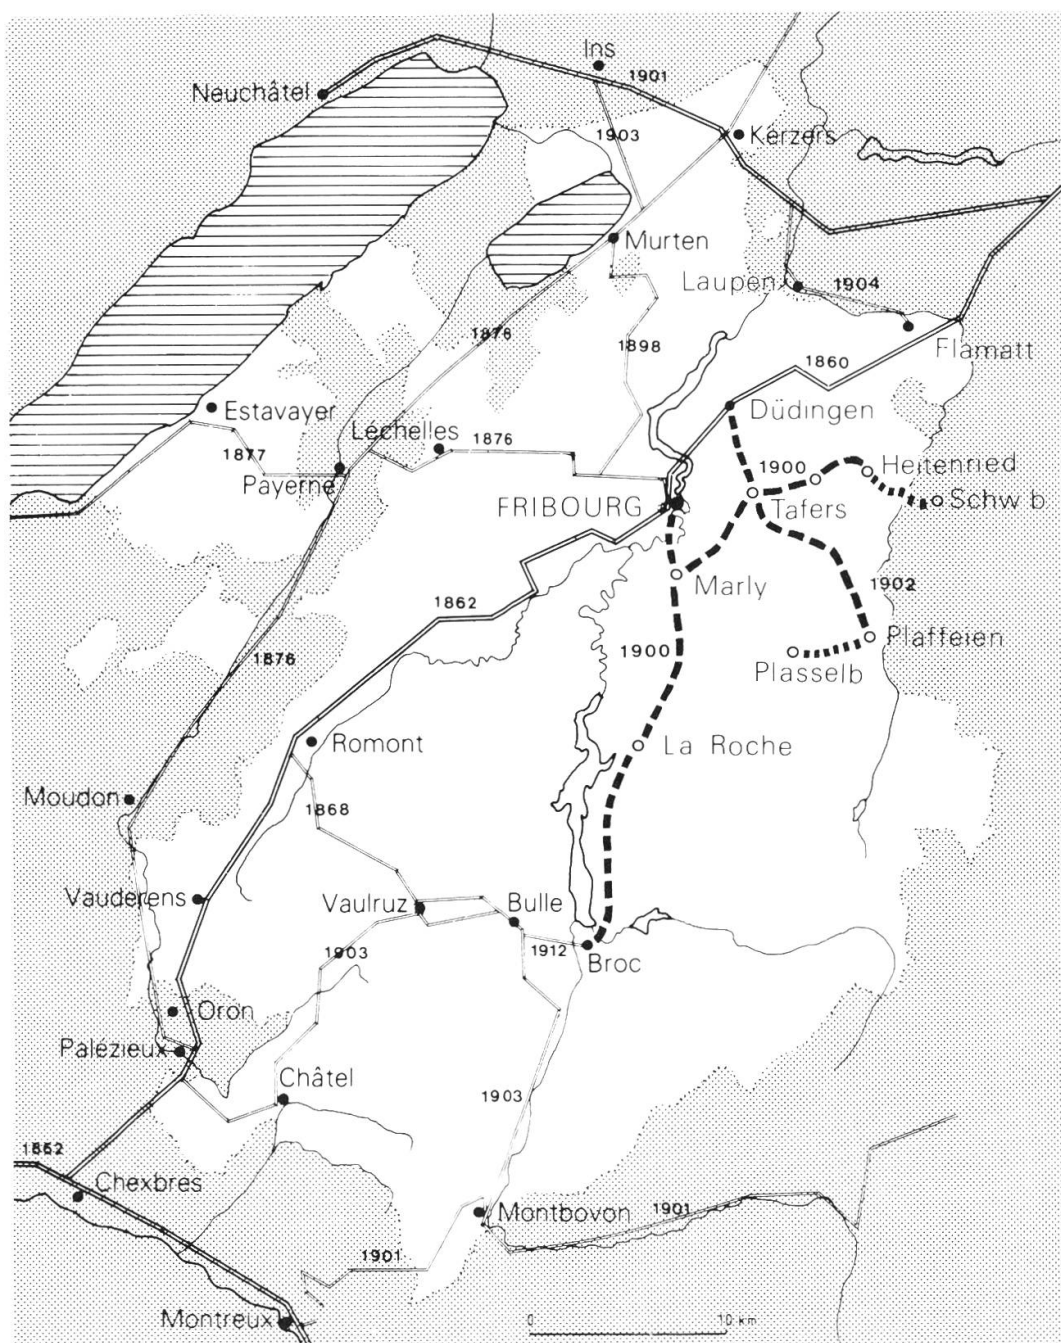 Ins
1901
Neuchâtel
1903
Kerzers
Murten
Laupen
1904
1876
1898
Flamatt
1860
Estavayer
Düdingen
Léchelles
1876
1877
1900
Heitenried
Payerne
FRIBOURG
Tafers
Schw b
Marly
1902
1862
1900
Plaffeien
1876
Plasselb
Romont
La Roche
Moudon
1868
Vauderens
Vaulruz
Bulle
1903
1912
Broc
Oron
Palézieux
Châtel
1903
1862
Chexbres
Montbovon
1901
1901
Montreux
0
10 km